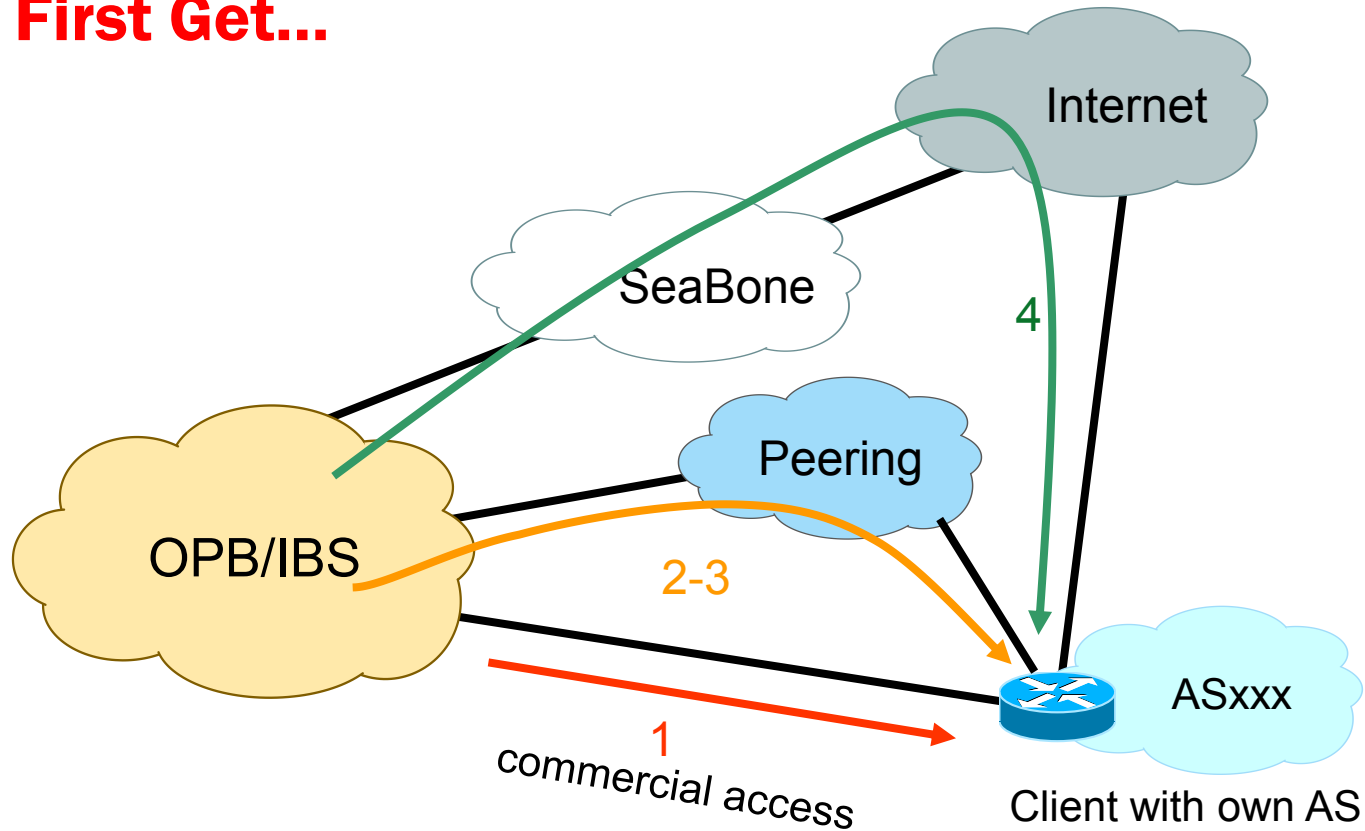 First Get...
Internet
SeaBone
4
Peering
OPB/IBS
2-3
ASxxx
1
commercial access
Client with own AS